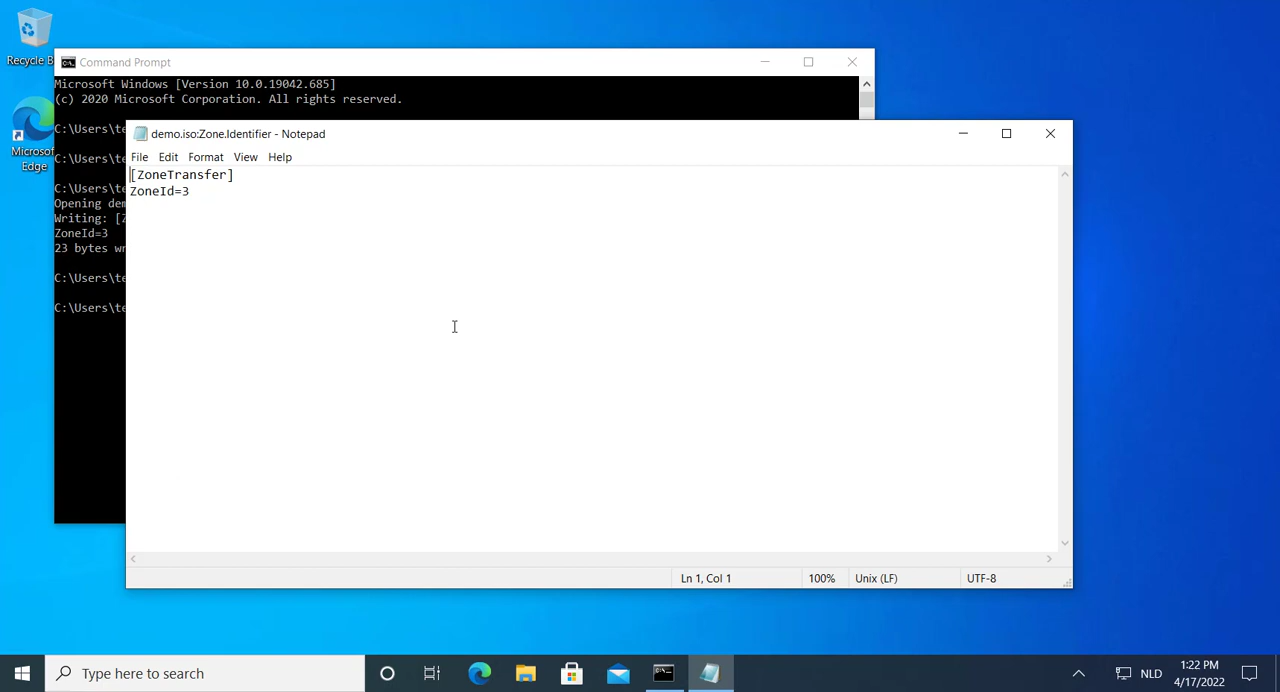 Recycle B
Command Prompt
Microsoft Windows [Version 10.0.19042.685]
(c) 2020 Microsoft Corporation. All rights reserved.
C:\Users\te
C:\Users\te
C:\Users\te
Opening dem
Writing: [Z
ZoneId=3
23 bytes wr
C:\Users\te
C:\Users\te
Microsof
Edge
demo.iso:Zone.Identifier - Notepad
File Edit Format View Help
[ZoneTransfer]
ZoneId=3
Ln 1, Col 1
100%
Unix (LF)
UTF-8
Type here to search
NLD
1:22 PM
4/17/2022